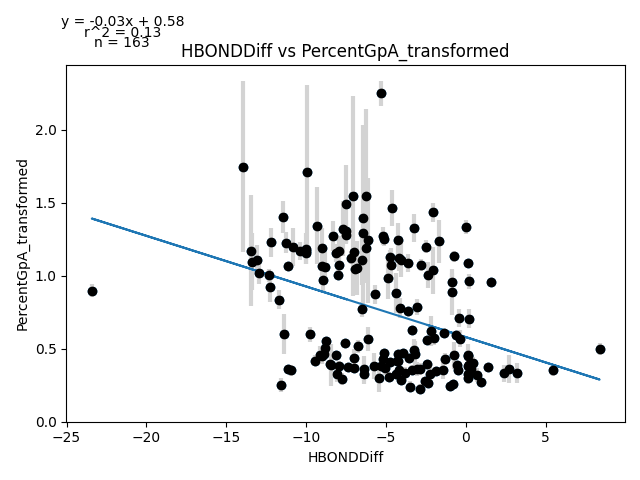 y = -0.03x + 0.58
r^2 = 0.13
n = 163
HBONDDiff vs PercentGpA_transformed
PercentGpA_transformed
2.0
1.5
1.0
0.5
0.0
−25
−20
−15
−10
−5
0
5
HBONDDiff